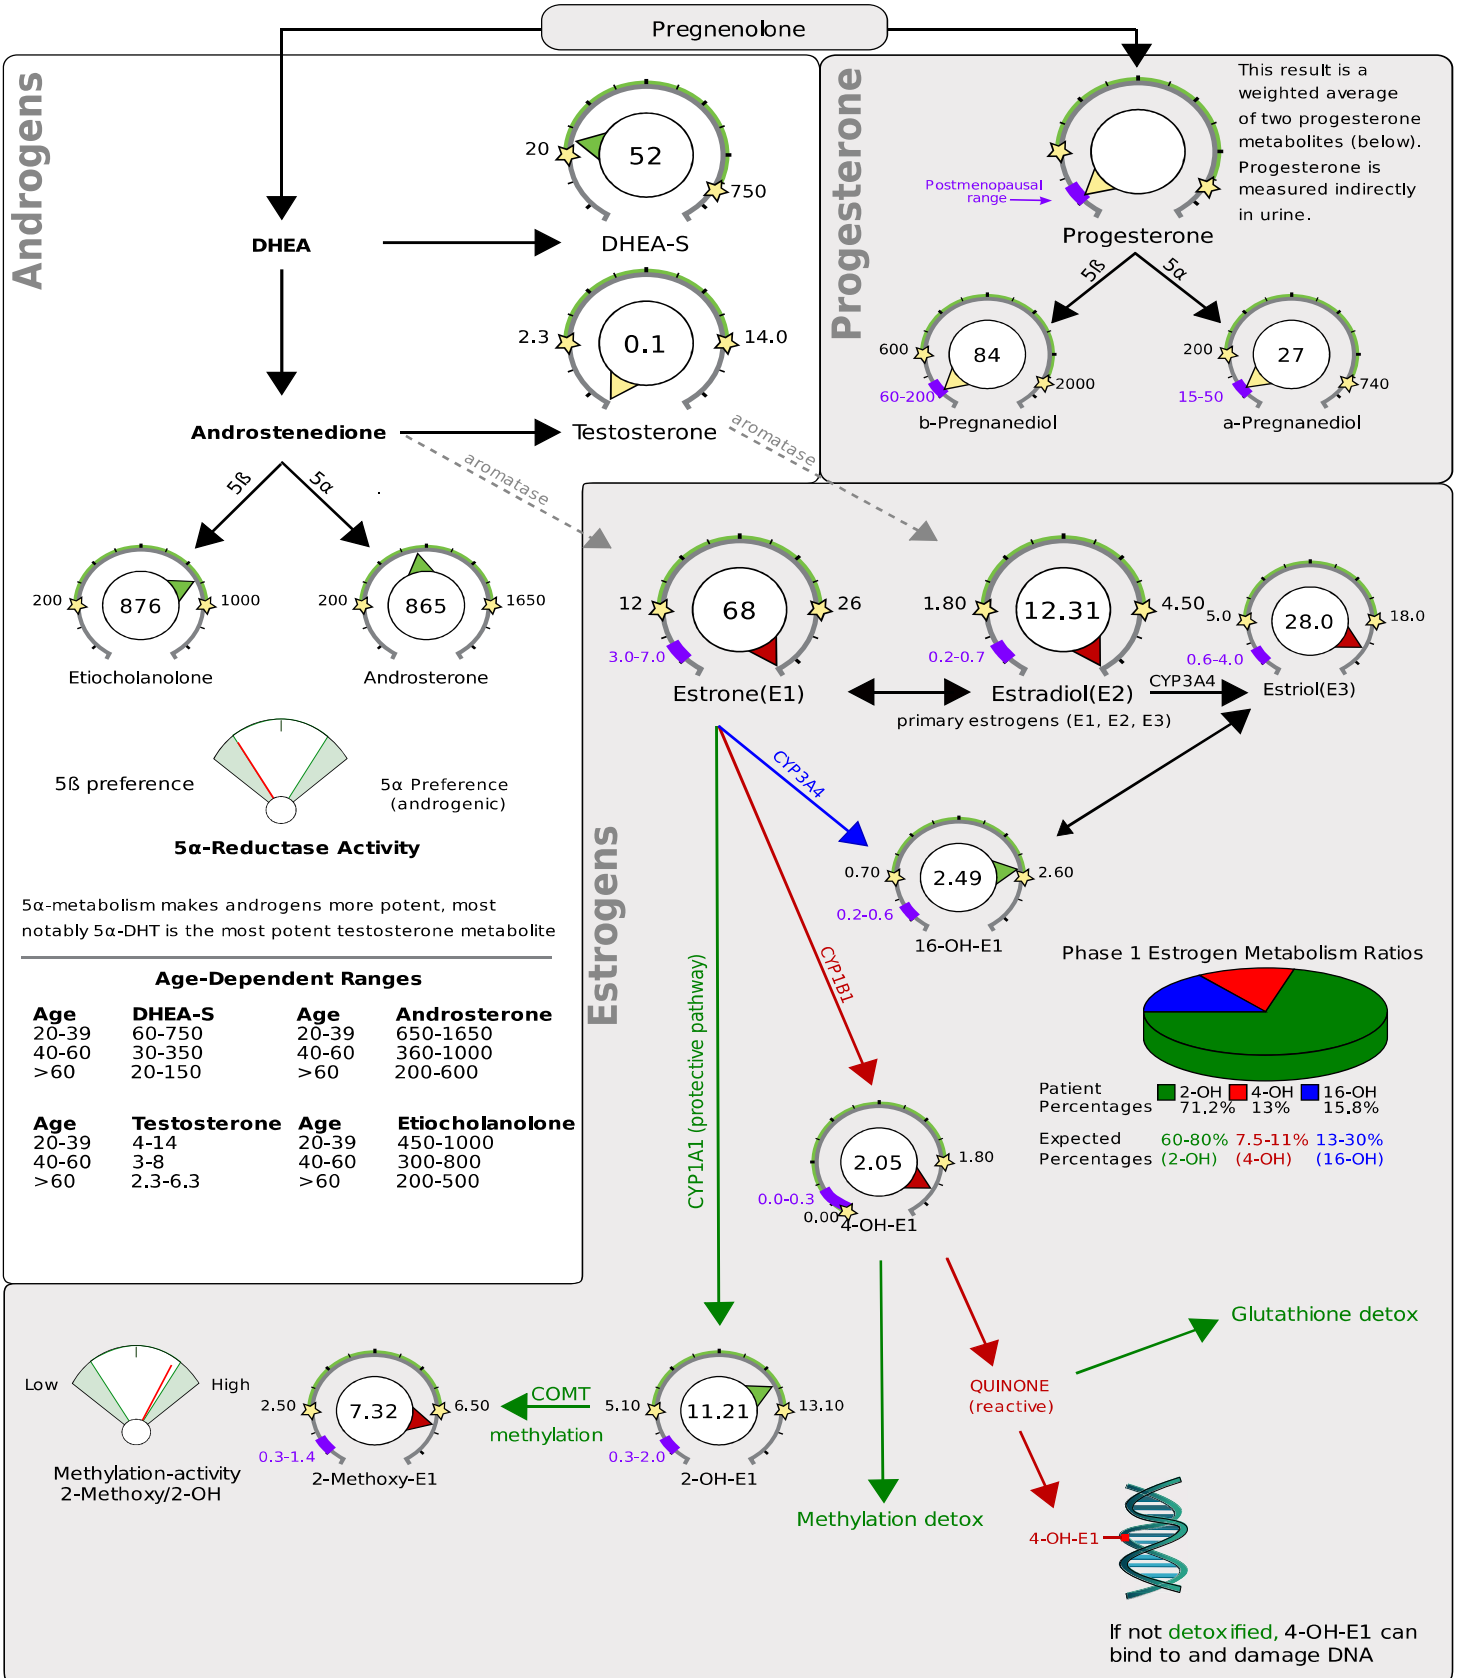 Pregnenolone
Androgens
20
52
750
DHEA-S
DHEA
2.3
0.1
14.0
Testosterone
Androstenedione
aromatase
aromatase
5ß
5α
.
200
876
1000
Etiocholanolone
200
865
1650
Androsterone
5ß preference
5α Preference
(androgenic)
5α-Reductase Activity
5α-metabolism makes androgens more potent, most
notably 5α-DHT is the most potent testosterone metabolite
Age-Dependent Ranges
Age DHEA-S Age Androsterone
20-39 60-750 20-39 650-1650
40-60 30-350 40-60 360-1000
>60 20-150 >60 200-600
Age Testosterone Age Etiocholanolone
20-39 4-14 20-39 450-1000
40-60 3-8 40-60 300-800
>60 2.3-6.3 >60 200-500
Progesterone
This result is a
weighted average
of two progesterone
metabolites (below).
Progesterone is
measured indirectly
in urine.
Postmenopausal
range
Progesterone
5ß
5α
600
84
60-200
2000
b-Pregnanediol
200
27
15-50
740
a-Pregnanediol
Estrogens
12
68
26
3.0-7.0
Estrone(E1)
1.80
12.31
4.50
0.2-0.7
Estradiol(E2)
CYP3A4
5.0
28.0
18.0
0.6-4.0
Estriol(E3)
primary estrogens (E1, E2, E3)
CYP3A4
0.70
2.49
2.60
0.2-0.6
16-OH-E1
CYP1B1
CYP1A1 (protective pathway)
Phase 1 Estrogen Metabolism Ratios
Patient 2-OH 4-OH 16-OH
Percentages 71.2% 13% 15.8%
Expected 60-80% 7.5-11% 13-30%
Percentages (2-OH) (4-OH) (16-OH)
2.05
1.80
0.0-0.3
0.00
4-OH-E1
Glutathione detox
QUINONE
(reactive)
Low
High
Methylation-activity
2-Methoxy/2-OH
2.50
7.32
6.50
0.3-1.4
2-Methoxy-E1
COMT
methylation
5.10
11.21
13.10
0.3-2.0
2-OH-E1
Methylation detox
4-OH-E1
If not detoxified, 4-OH-E1 can
bind to and damage DNA